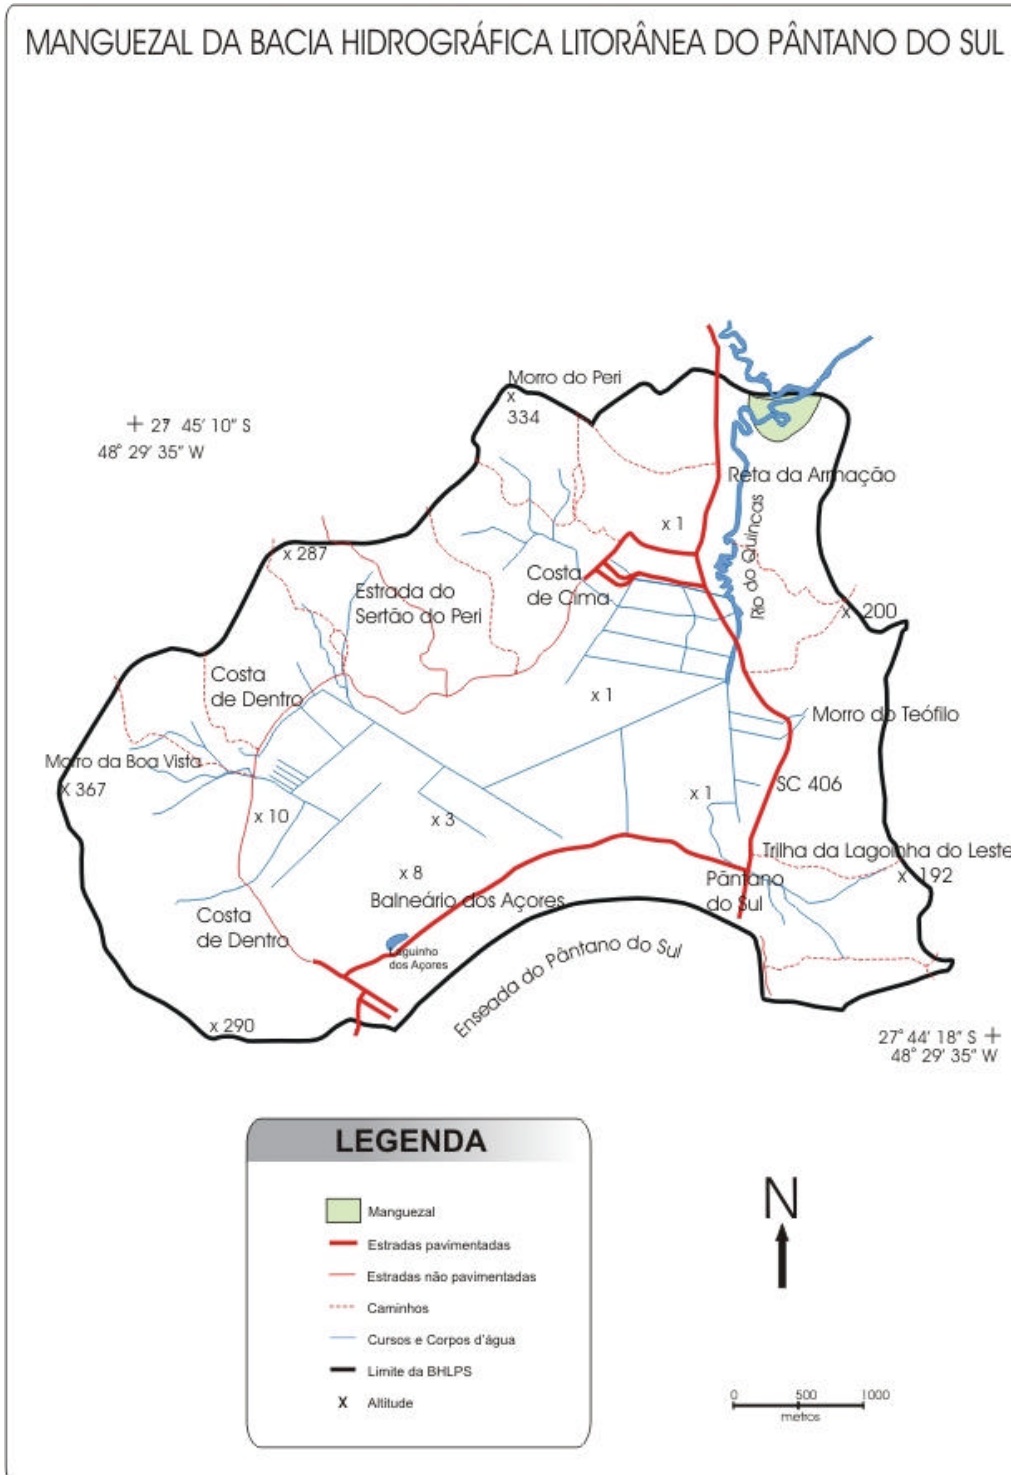 MANGUEZAL DA BACIA HIDROGRÁFICA LITORÂNEA DO PÂNTANO DO SUL
Morro do Peri
x
334
+ 27 45' 10" S
48° 29' 35" W
Reta da Armação
x 1
Rio do Quincas
x 287
Costa
de Cima
Estrada do
Sertão do Peri
x 200
Costa
de Dentro
x 1
Morro do Teófilo
Morro da Boa Vista
X 367
SC 406
x 1
x 10
x 3
Trilha da Lagoinha do Leste
x 192
x 8
Pântano
do Sul
Balneário dos Açores
Costa
de Dentro
Laguinho
dos Açores
Enseada do Pântano do Sul
x 290
27° 44' 18" S +
48° 29' 35" W
LEGENDA
Manguezal
Estradas pavimentadas
Estradas não pavimentadas
Caminhos
Cursos e Corpos d'água
Limite da BHLPS
X Altitude
N
0 500 1000
metros